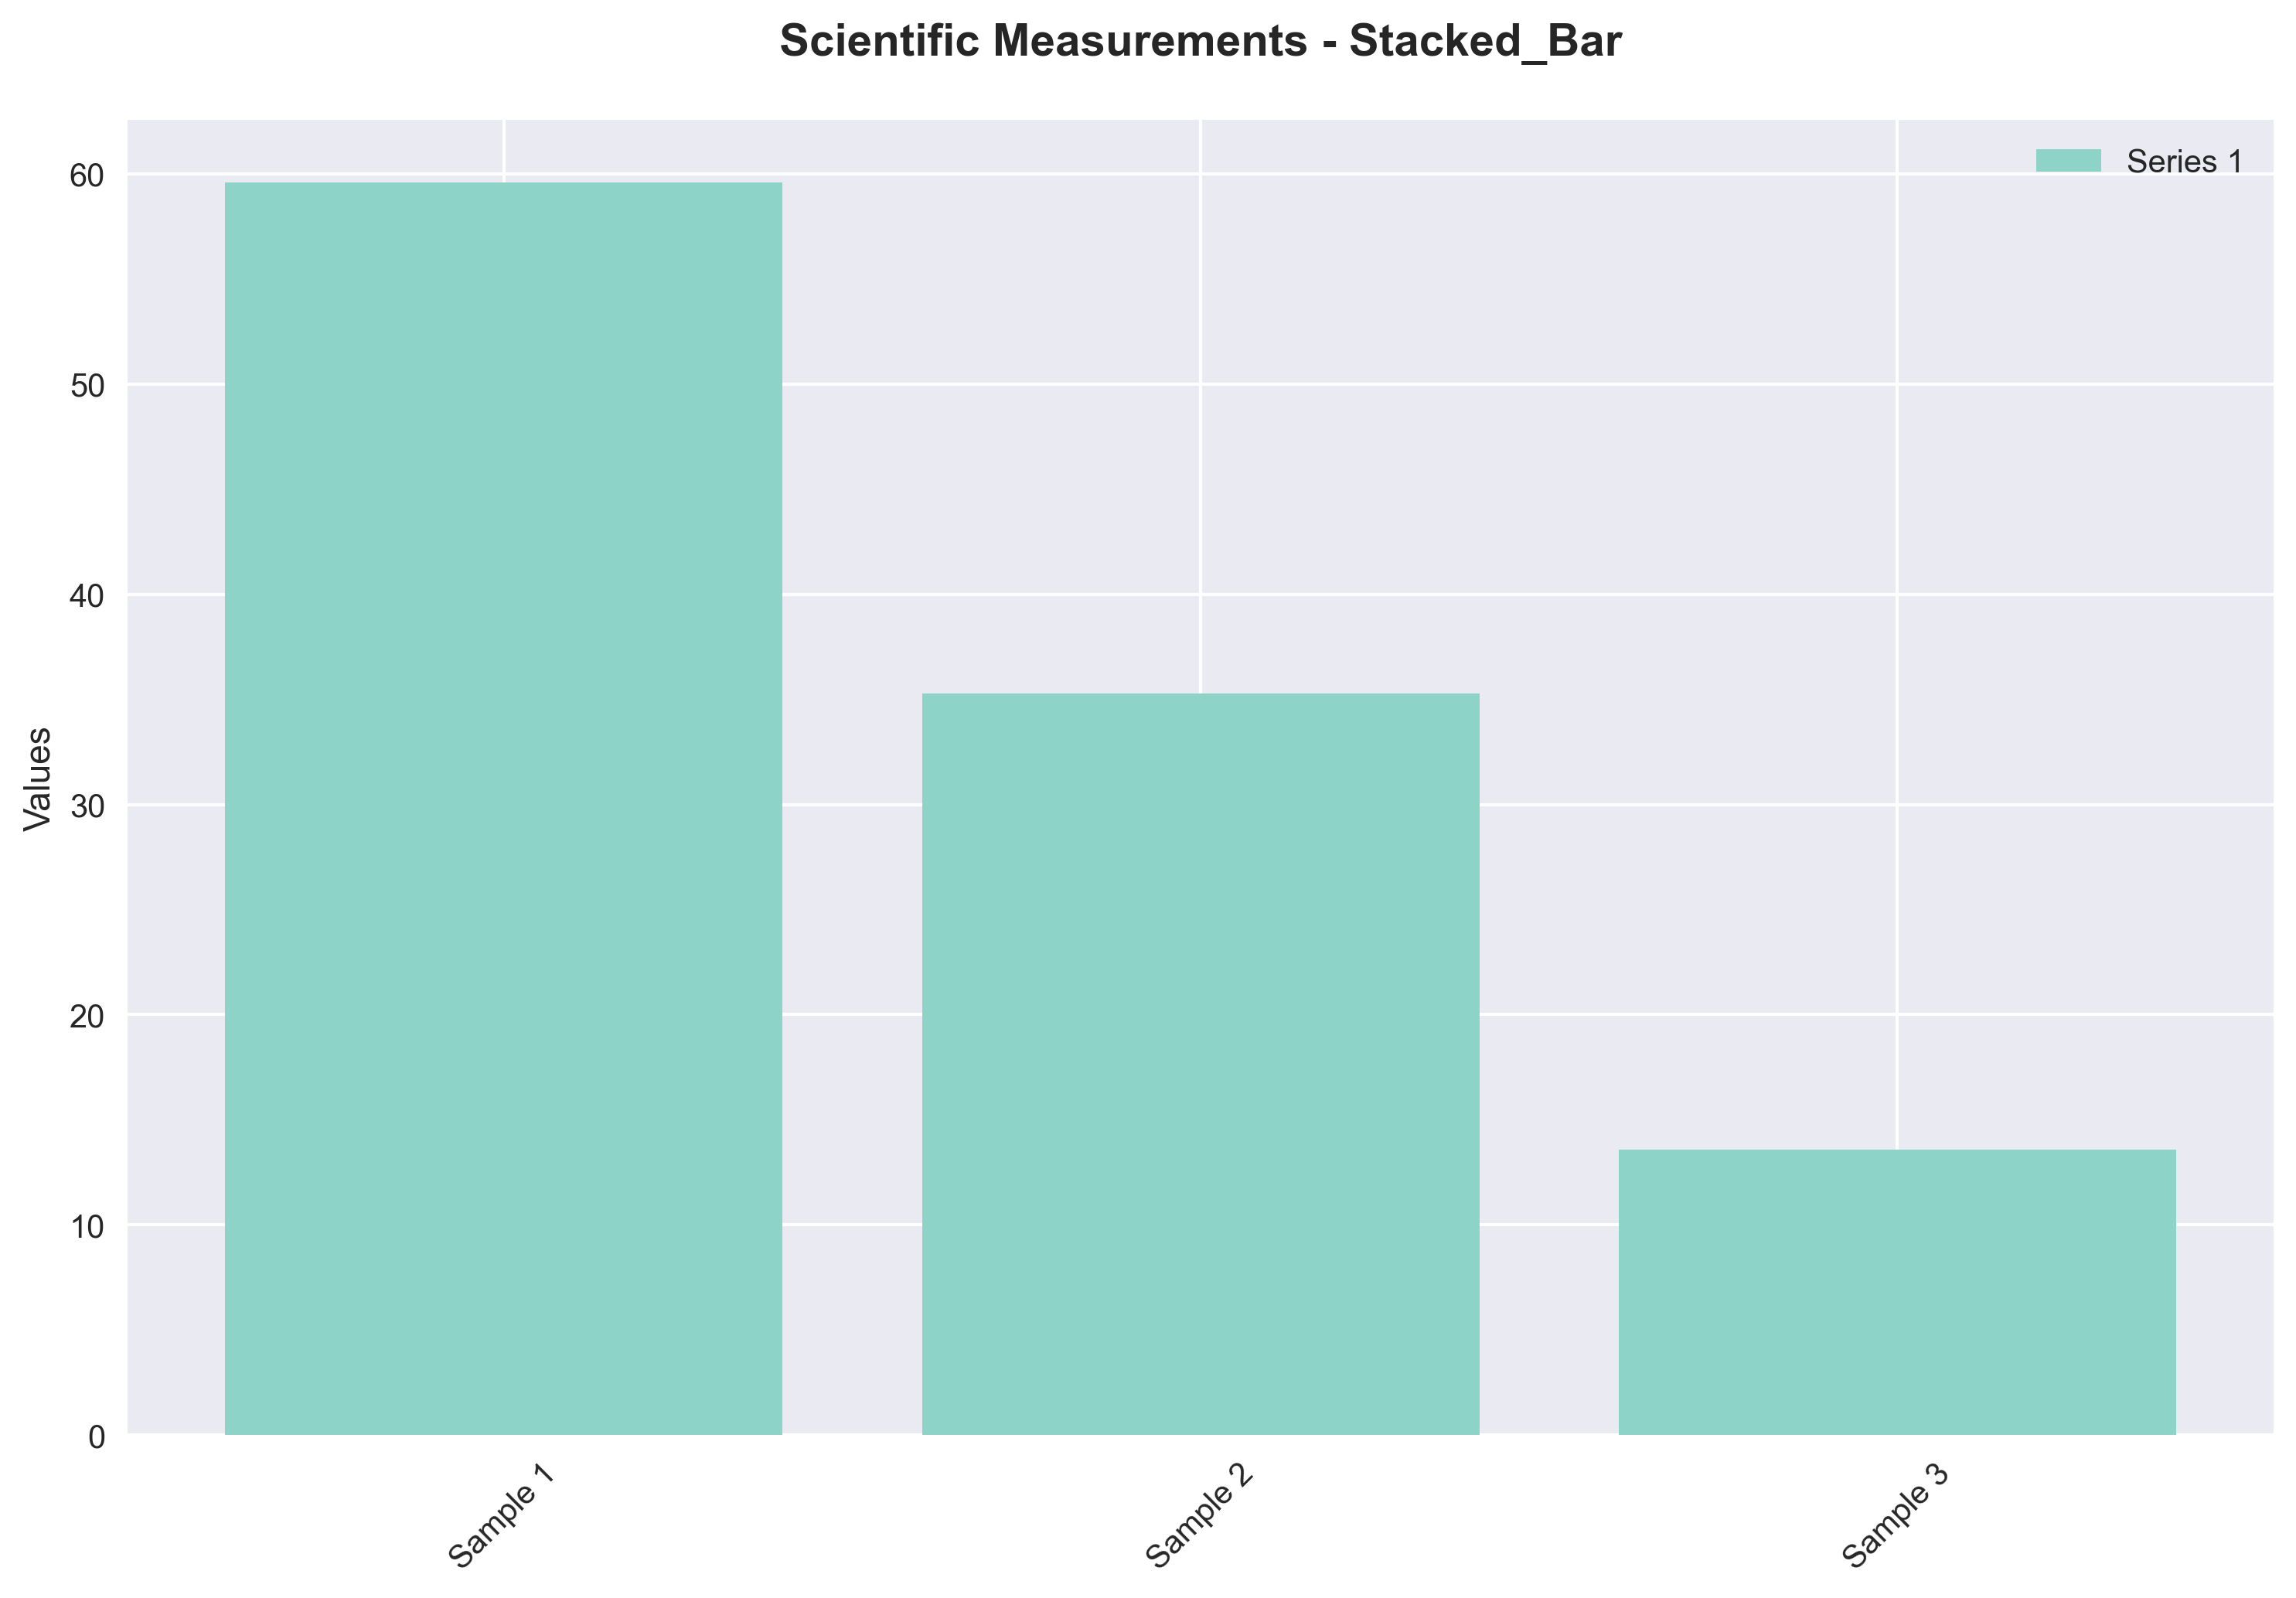 Scientific Measurements - Stacked_Bar
Series 1
Values
60
50
40
30
20
10
0
Sample 1
Sample 2
Sample 3